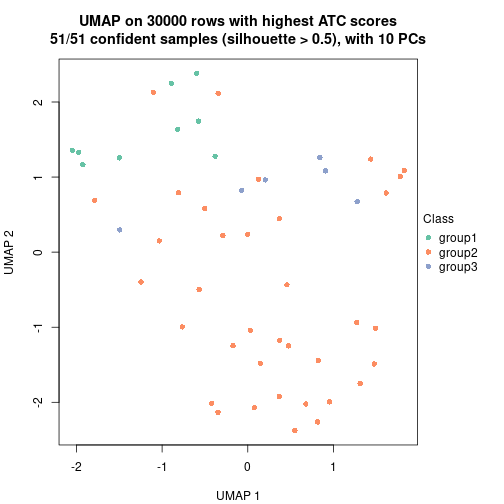 UMAP on 30000 rows with highest ATC scores
51/51 confident samples (silhouette > 0.5), with 10 PCs
2
1
0
-1
-2
UMAP 2
-2
-1
0
1
UMAP 1
Class
group1
group2
group3